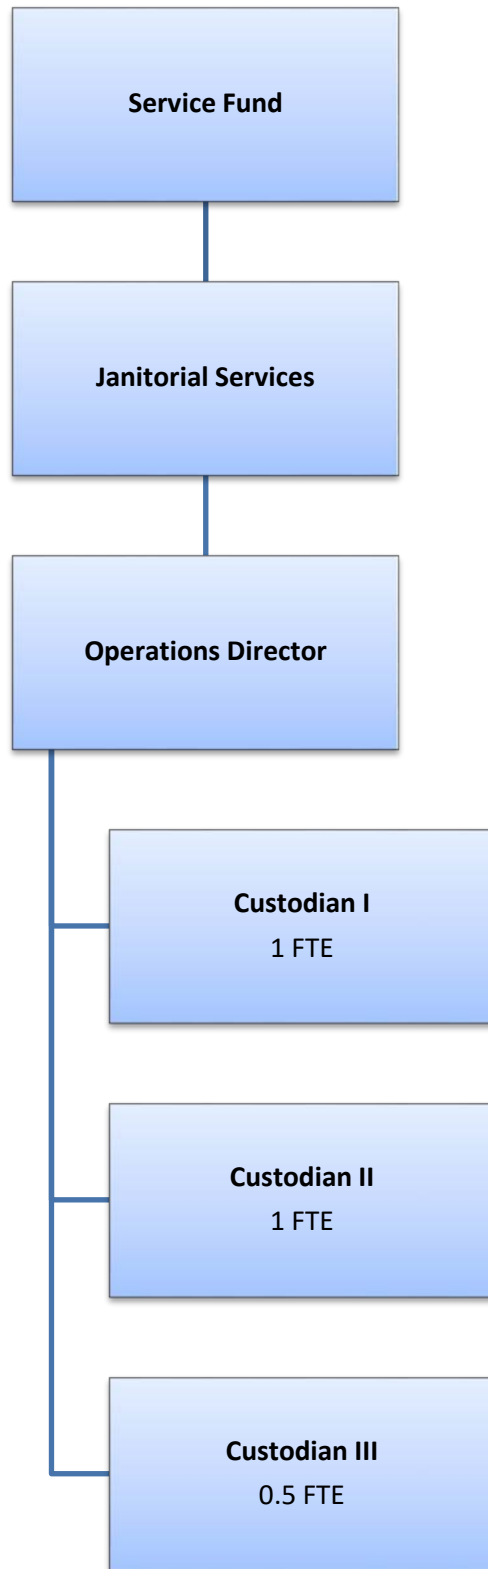 Service Fund
Janitorial Services
Operations Director
Custodian I
1 FTE
Custodian II
1 FTE
Custodian III
0.5 FTE